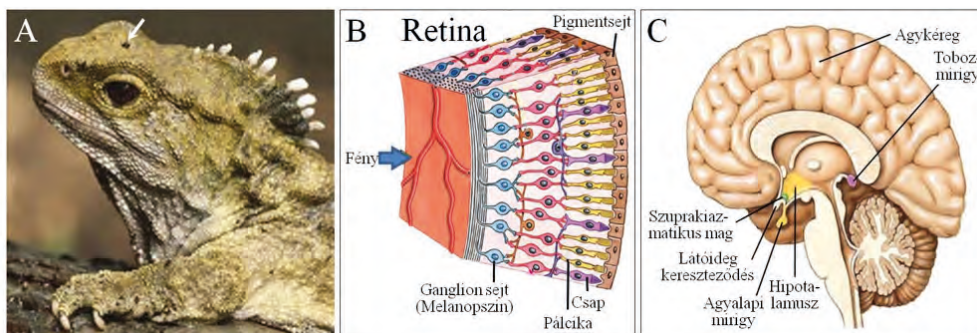 A
B
Retina
Pigmentsejt
Fény
Ganglion sejt
(Melanopszin)
Csap
Pálcika
C
Agykéreg
Toboz-
mirigy
Szuprakiaz-
matikus mag
Látóideg
kereszteződés
Agyalapi
mirigy
Hipota-
lamusz